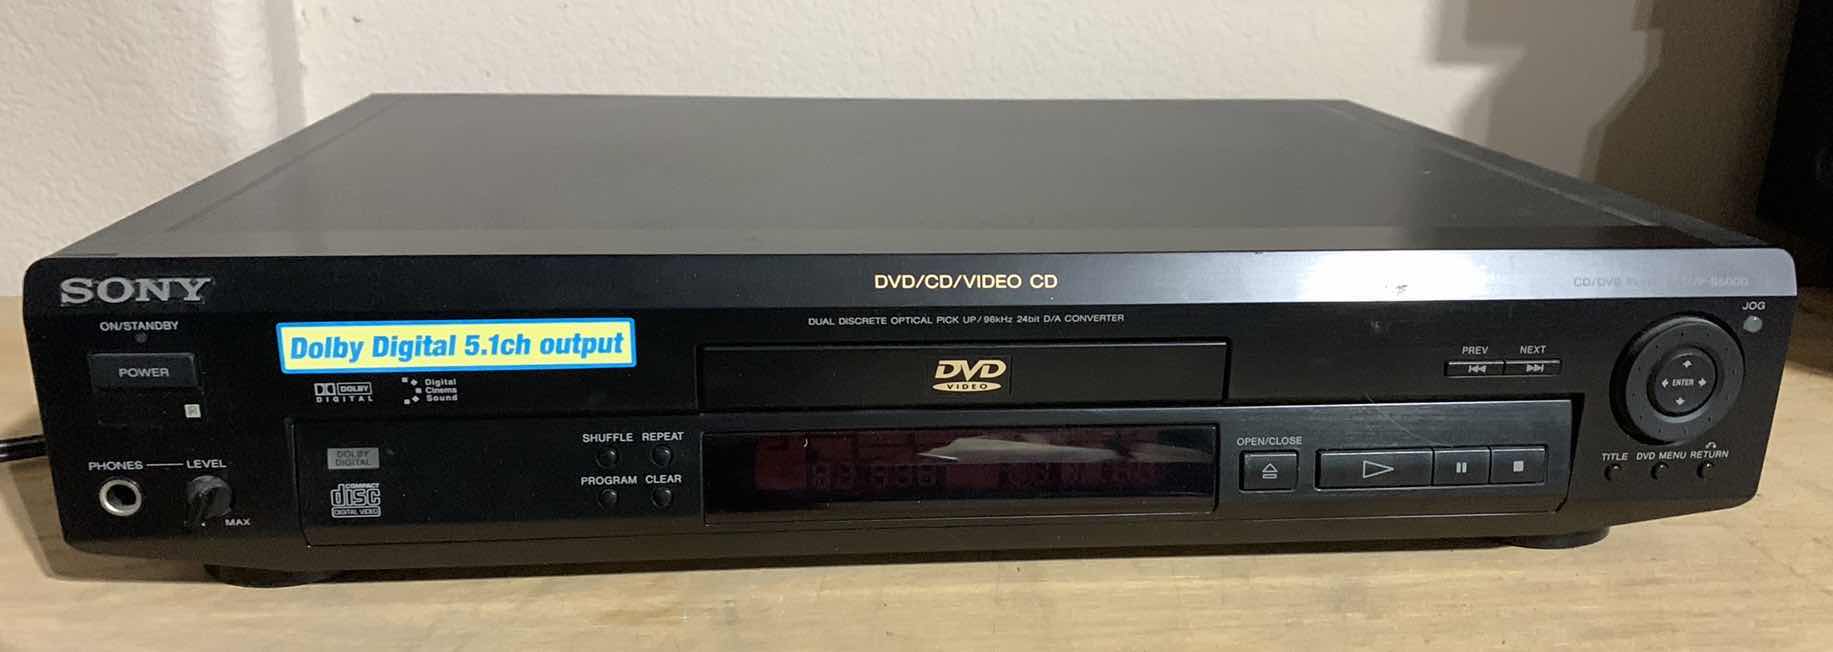 SONY
DVD/CD/VIDEO CD
ON/STANDBY
POWER
Dolby Digital 5.1ch output
DUAL DISCRETE OPTICAL PICK UP/96kHz 24bit D/A CONVERTER
JOG
DOLBY
DIGITAL
Digital
Cinema
Sound
DVD
VIDEO
PREV
NEXT
ENTER
PHONES
LEVEL
MAX
DOLBY
DIGITAL
COMPACT
disc
DIGITAL VIDEO
SHUFFLE REPEAT
PROGRAM CLEAR
OPEN/CLOSE
TITLE DVD MENU RETURN